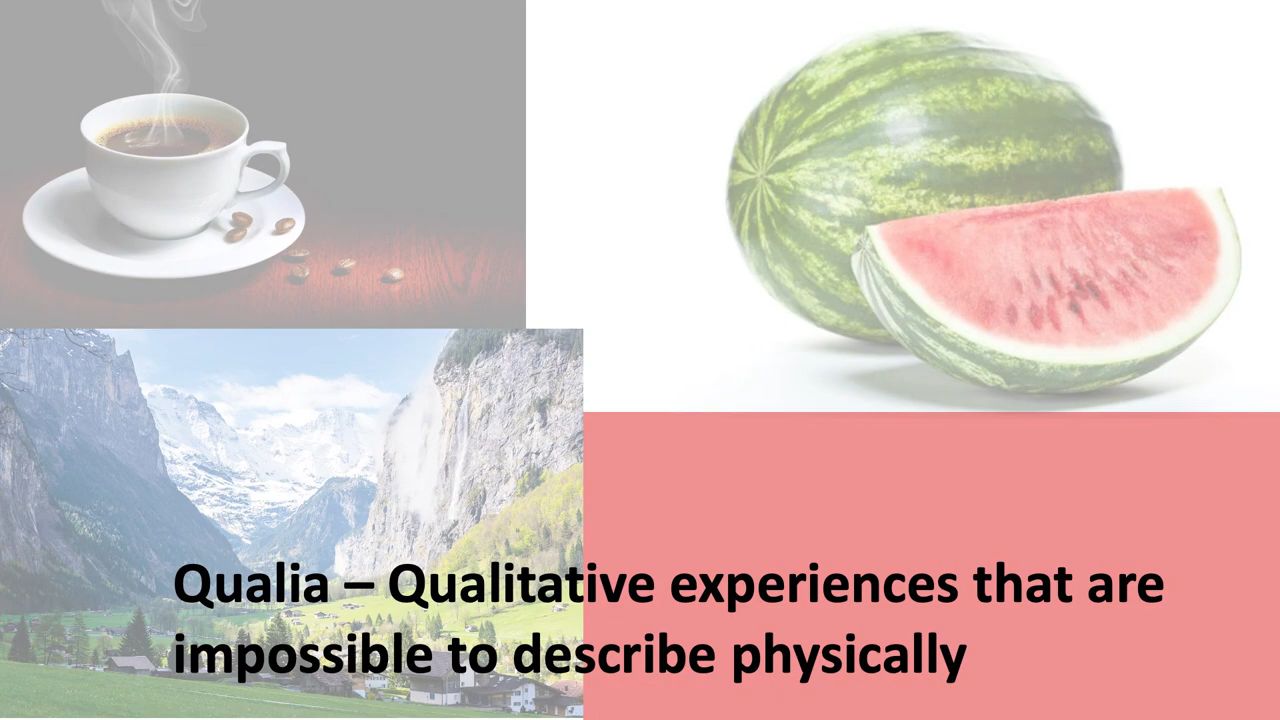 Qualia – Qualitative experiences that are
impossible to describe physically